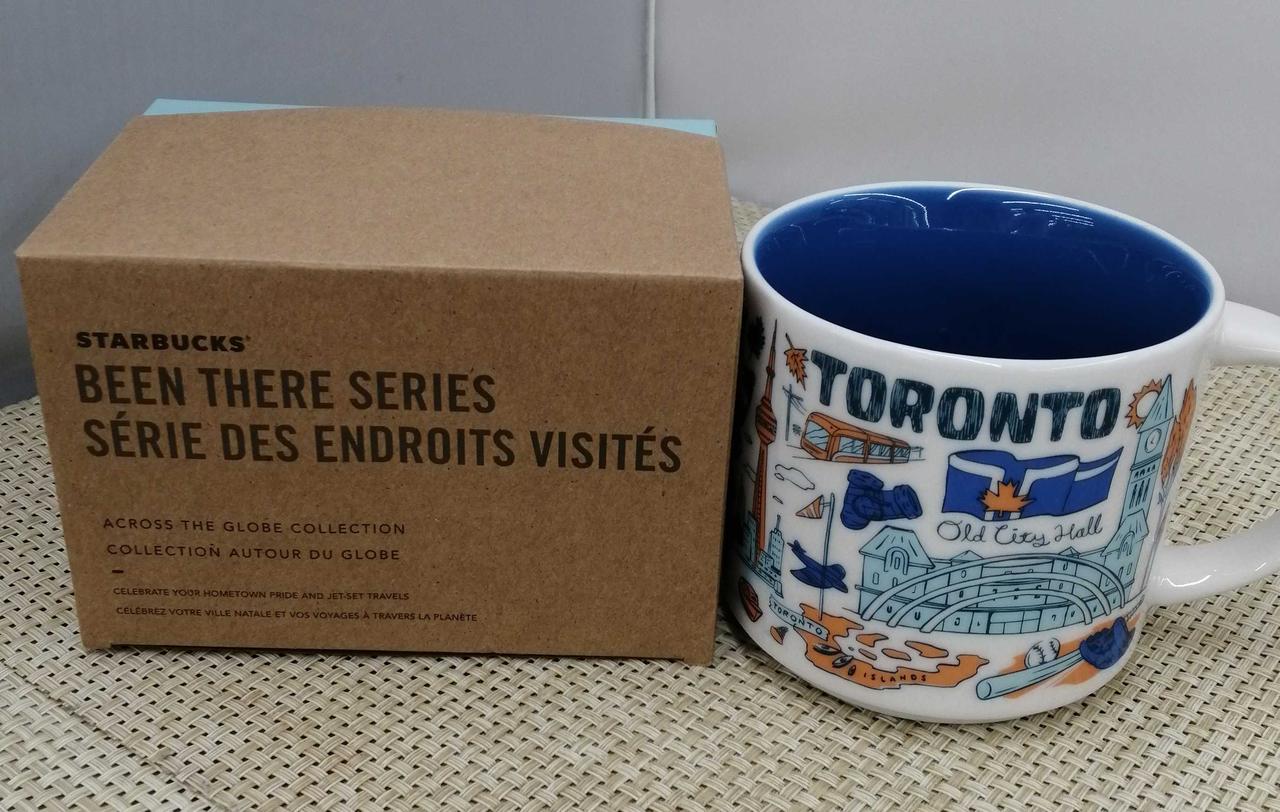 STARBUCKS®
BEEN THERE SERIES
SÉRIE DES ENDROITS VISITÉS
ACROSS THE GLOBE COLLECTION
COLLECTION AUTOUR DU GLOBE
–
CELEBRATE YOUR HOMETOWN PRIDE AND JET-SET TRAVELS
CÉLÉBREZ VOTRE VILLE NATALE ET VOS VOYAGES À TRAVERS LA PLANÈTE
TORONTO
Old City Hall
TORONTO
ISLANDS